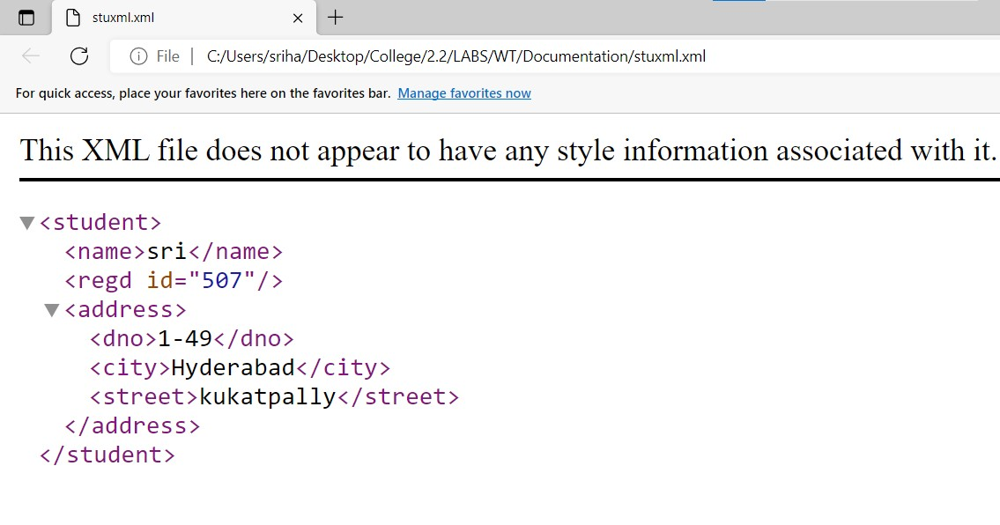 stuxml.xml
File | C:/Users/sriha/Desktop/College/2.2/LABS/WT/Documentation/stuxml.xml
For quick access, place your favorites here on the favorites bar. Manage favorites now
This XML file does not appear to have any style information associated with it.
<student>
<name>sri</name>
<regd id="507"/>
<address>
<dno>1-49</dno>
<city>Hyderabad</city>
<street>kukatpally</street>
</address>
</student>